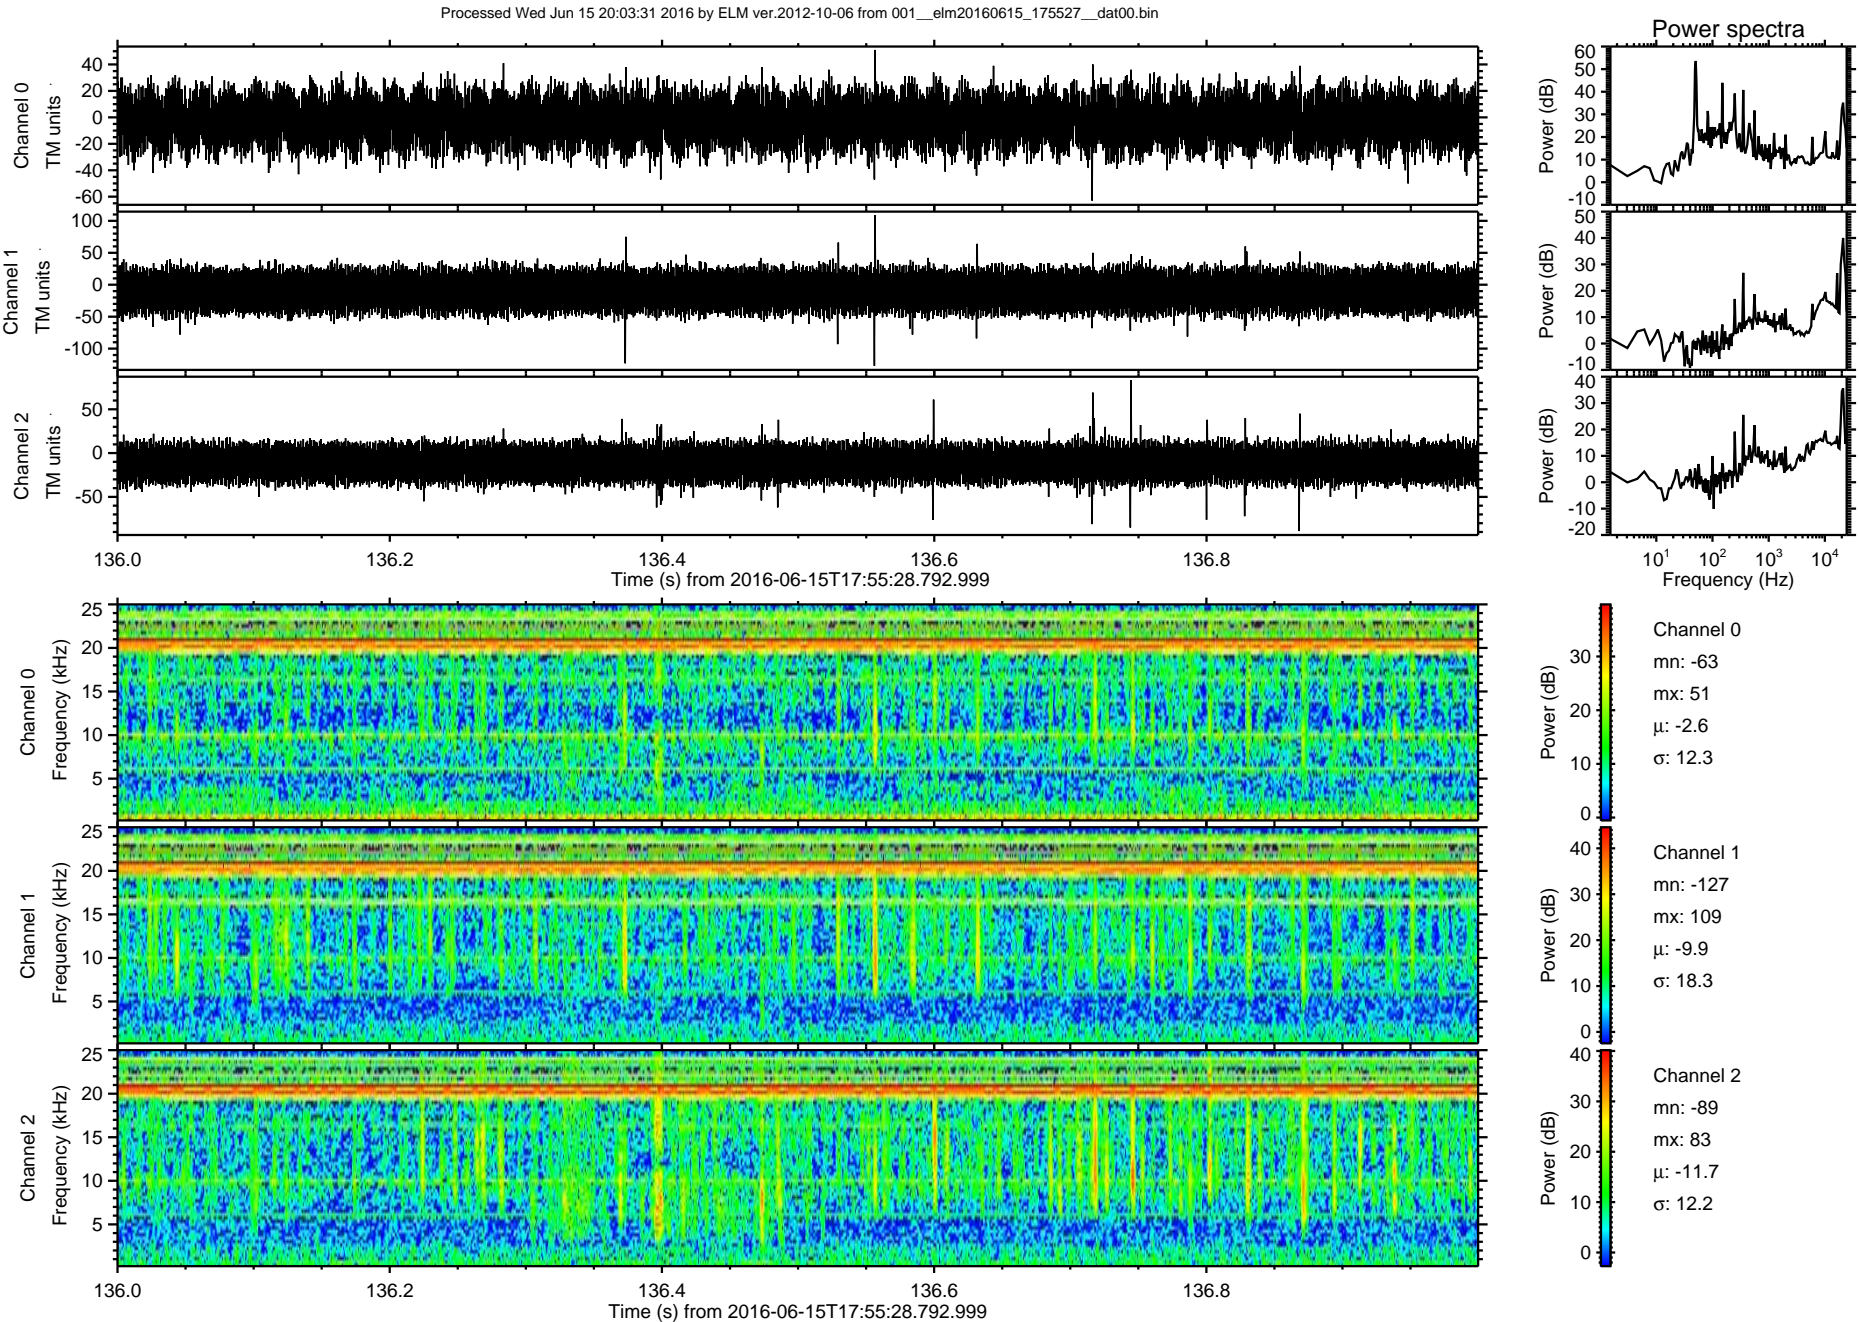 Processed Wed Jun 15 20:03:31 2016 by ELM ver.2012-10-06 from 001__elm20160615_175527__dat00.bin
Power spectra
Channel 0
TM units
40
20
0
-20
-40
-60
Power (dB)
60
50
40
30
20
10
0
-10
Channel 1
TM units
100
50
0
-50
-100
Power (dB)
50
40
30
20
10
0
-10
Channel 2
TM units
50
0
-50
Power (dB)
40
30
20
10
0
-10
-20
136.0 136.2 136.4 136.6 136.8
Time (s) from 2016-06-15T17:55:28.792.999
10^1 10^2 10^3 10^4
Frequency (Hz)
Channel 0
Frequency (kHz)
25
20
15
10
5
Power (dB)
30
20
10
0
Channel 0
mn: -63
mx: 51
µ: -2.6
σ: 12.3
Channel 1
Frequency (kHz)
25
20
15
10
5
Power (dB)
40
30
20
10
0
Channel 1
mn: -127
mx: 109
µ: -9.9
σ: 18.3
Channel 2
Frequency (kHz)
25
20
15
10
5
Power (dB)
40
30
20
10
0
Channel 2
mn: -89
mx: 83
µ: -11.7
σ: 12.2
136.0 136.2 136.4 136.6 136.8
Time (s) from 2016-06-15T17:55:28.792.999